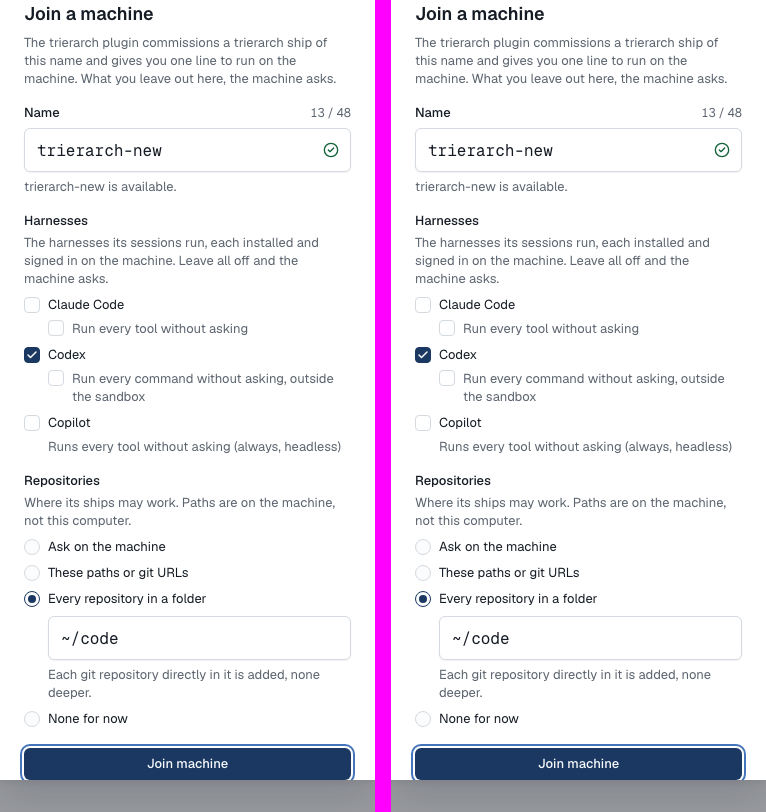 Join a machine
The trierarch plugin commissions a trierarch ship of
this name and gives you one line to run on the
machine. What you leave out here, the machine asks.
Name 13 / 48
trierarch-new
trierarch-new is available.
Harnesses
The harnesses its sessions run, each installed and
signed in on the machine. Leave all off and the
machine asks.
Claude Code
Run every tool without asking
Codex
Run every command without asking, outside
the sandbox
Copilot
Runs every tool without asking (always, headless)
Repositories
Where its ships may work. Paths are on the machine,
not this computer.
Ask on the machine
These paths or git URLs
Every repository in a folder
~/code
Each git repository directly in it is added, none
deeper.
None for now
Join machine
Join a machine
The trierarch plugin commissions a trierarch ship of
this name and gives you one line to run on the
machine. What you leave out here, the machine asks.
Name 13 / 48
trierarch-new
trierarch-new is available.
Harnesses
The harnesses its sessions run, each installed and
signed in on the machine. Leave all off and the
machine asks.
Claude Code
Run every tool without asking
Codex
Run every command without asking, outside
the sandbox
Copilot
Runs every tool without asking (always, headless)
Repositories
Where its ships may work. Paths are on the machine,
not this computer.
Ask on the machine
These paths or git URLs
Every repository in a folder
~/code
Each git repository directly in it is added, none
deeper.
None for now
Join machine